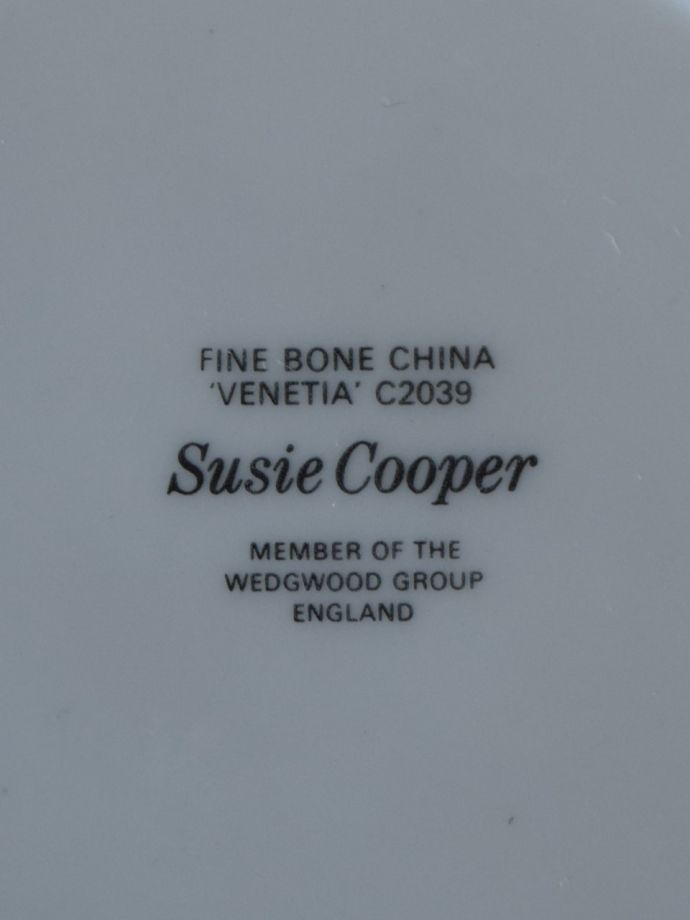 FINE BONE CHINA
'VENETIA' C2039
Susie Cooper
MEMBER OF THE
WEDGWOOD GROUP
ENGLAND